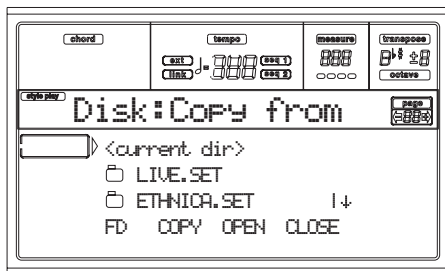 chord tempo measure transpose
ext seq 1
link seq 2
octave
style play Disk:Copy from page
<current dir>
LIVE.SET
ETHNICA.SET
FD COPY OPEN CLOSE